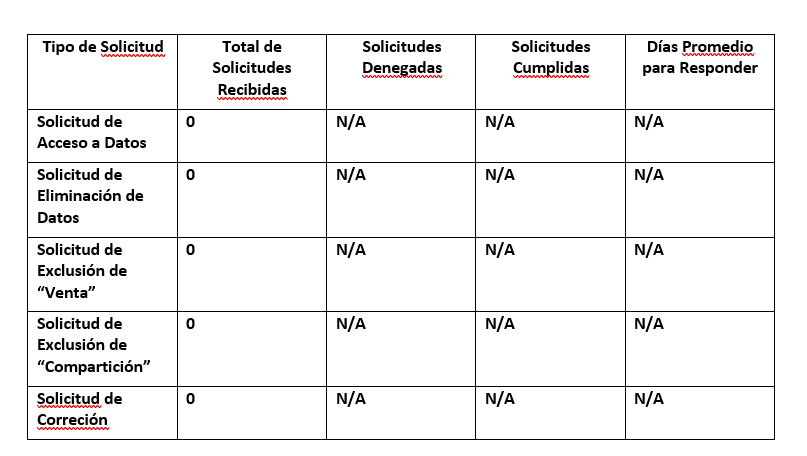 Tipo de Solicitud
Total de
Solicitudes
Recibidas
Solicitudes
Denegadas
Solicitudes
Cumplidas
Días Promedio
para Responder
Solicitud de
Acceso a Datos
0
N/A
N/A
N/A
Solicitud de
Eliminación de
Datos
0
N/A
N/A
N/A
Solicitud de
Exclusión de
“Venta”
0
N/A
N/A
N/A
Solicitud de
Exclusión de
“Compartición”
0
N/A
N/A
N/A
Solicitud de
Correción
0
N/A
N/A
N/A